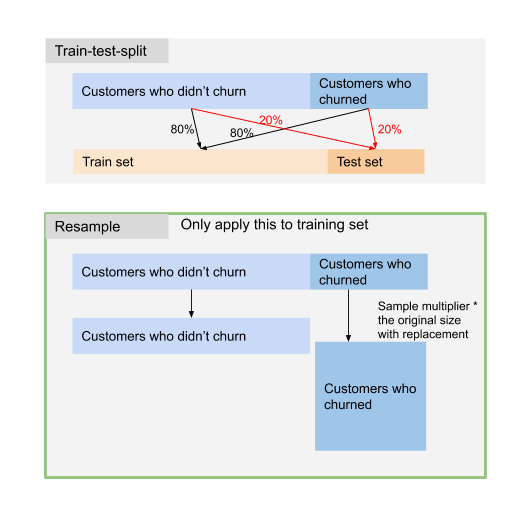 Train-test-split
Customers who didn't churn
Customers who
churned
80%
80%
20%
20%
Train set
Test set
Resample
Only apply this to training set
Customers who didn't churn
Customers who
churned
Sample multiplier *
the original size
with replacement
Customers who didn't churn
Customers who
churned